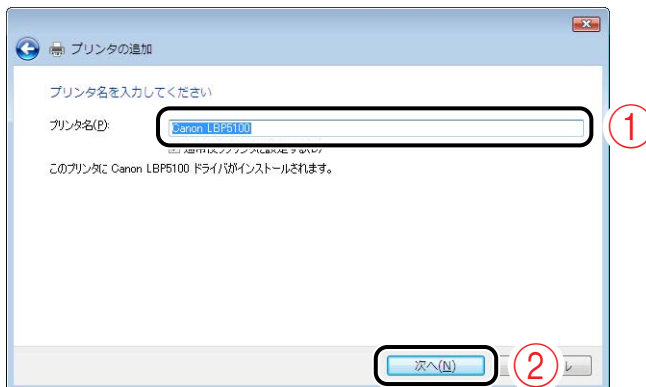 プリンタの追加
プリンタ名を入力してください
プリンタ名(P):
Canon LBP5100
①
このプリンタに Canon LBP5100 ドライバがインストールされます。
次へ(N)
②
ル